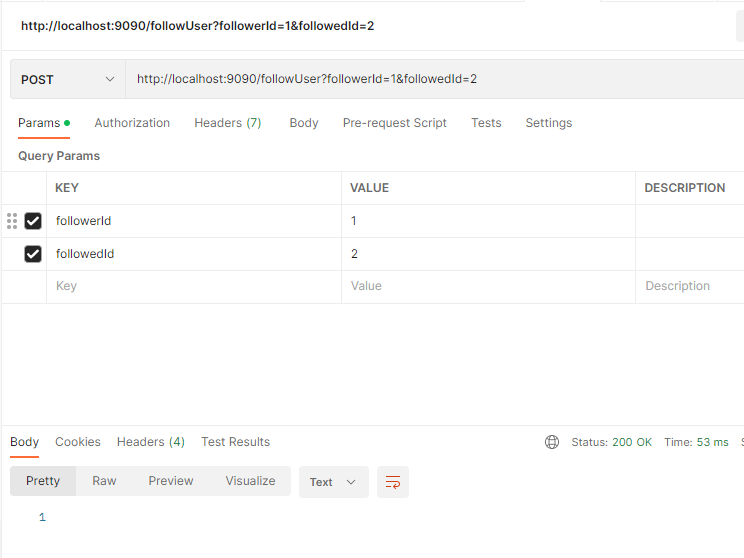 http://localhost:9090/followUser?followerId=1&followedId=2
POST http://localhost:9090/followUser?followerId=1&followedId=2
Params Authorization Headers (7) Body Pre-request Script Tests Settings
Query Params
KEY VALUE DESCRIPTION
followerId 1
followedId 2
Key Value Description
Body Cookies Headers (4) Test Results Status: 200 OK Time: 53 ms
Pretty Raw Preview Visualize Text
1